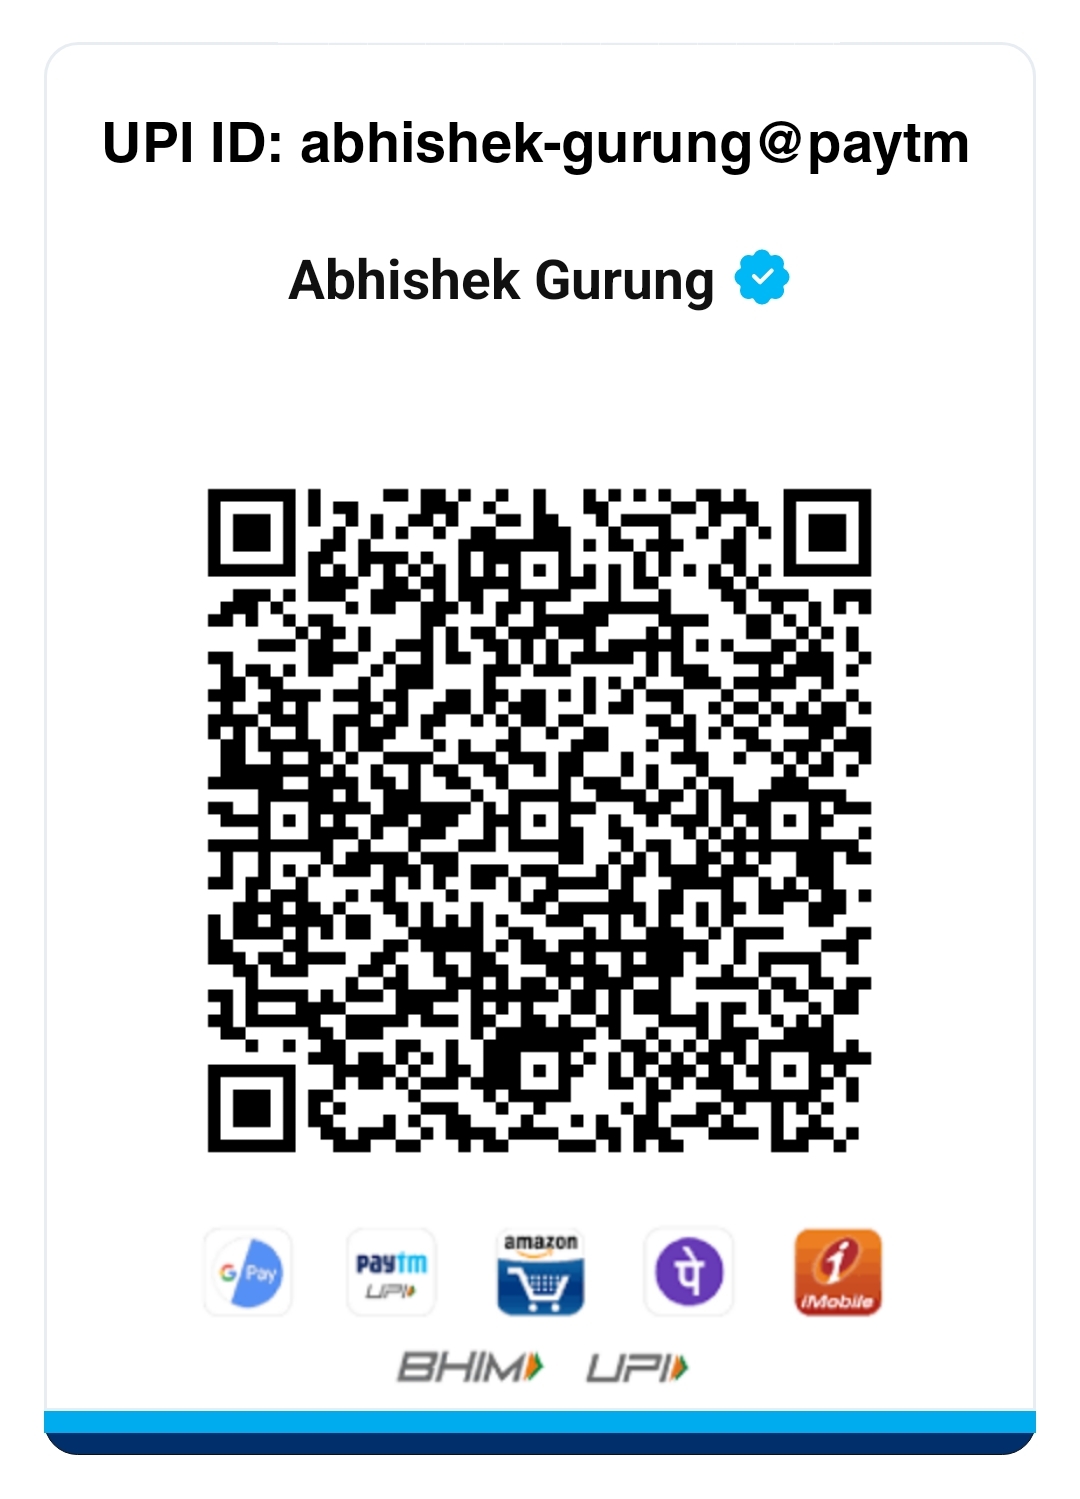 UPI ID: abhishek-gurung@paytm
Abhishek Gurung
G Pay
paytm
UPI
amazon
पे
iMobile
BHIM UPI